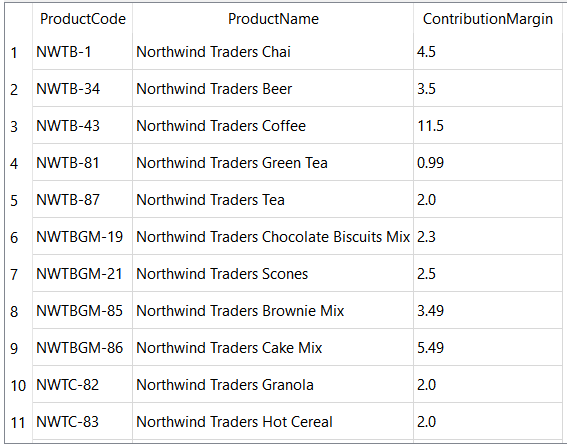 ProductCode ProductName ContributionMargin
1 NWTB-1 Northwind Traders Chai 4.5
2 NWTB-34 Northwind Traders Beer 3.5
3 NWTB-43 Northwind Traders Coffee 11.5
4 NWTB-81 Northwind Traders Green Tea 0.99
5 NWTB-87 Northwind Traders Tea 2.0
6 NWTBGM-19 Northwind Traders Chocolate Biscuits Mix 2.3
7 NWTBGM-21 Northwind Traders Scones 2.5
8 NWTBGM-85 Northwind Traders Brownie Mix 3.49
9 NWTBGM-86 Northwind Traders Cake Mix 5.49
10 NWTC-82 Northwind Traders Granola 2.0
11 NWTC-83 Northwind Traders Hot Cereal 2.0